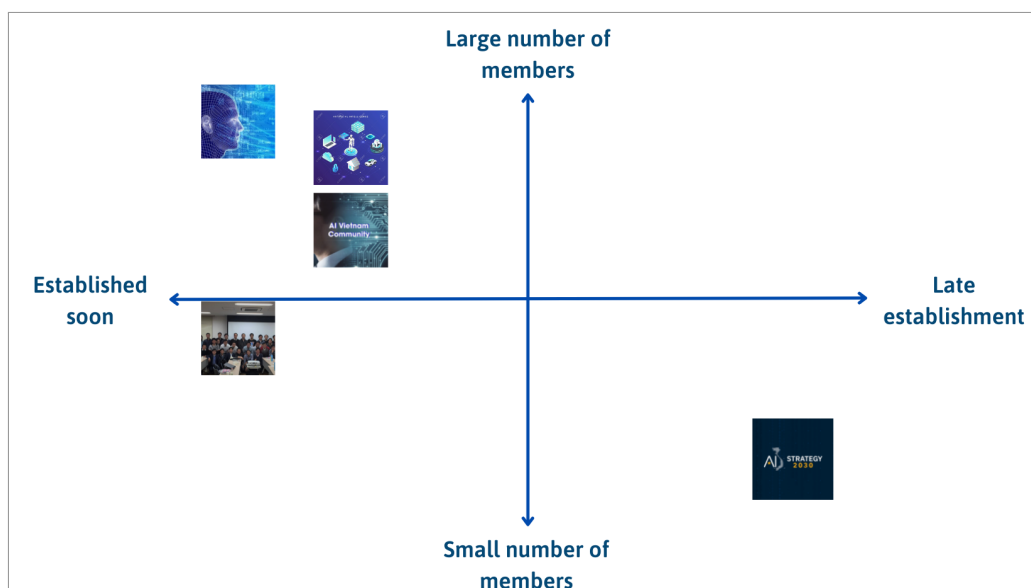 Large number of
members
AI Vietnam
Community
Established
soon
Late
establishment
AI STRATEGY
2030
Small number of
members